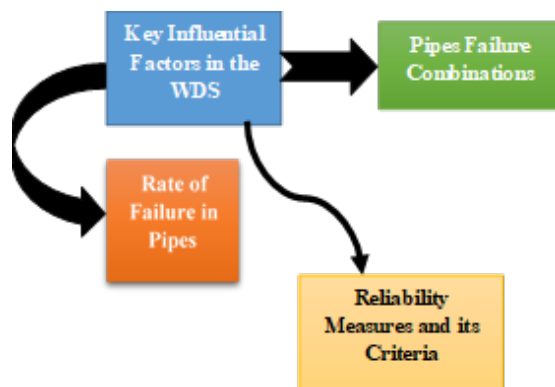 Key Influential
Factors in the
WDS
Pipes Failure
Combinations
Rate of
Failure in
Pipes
Reliability
Measures and its
Criteria